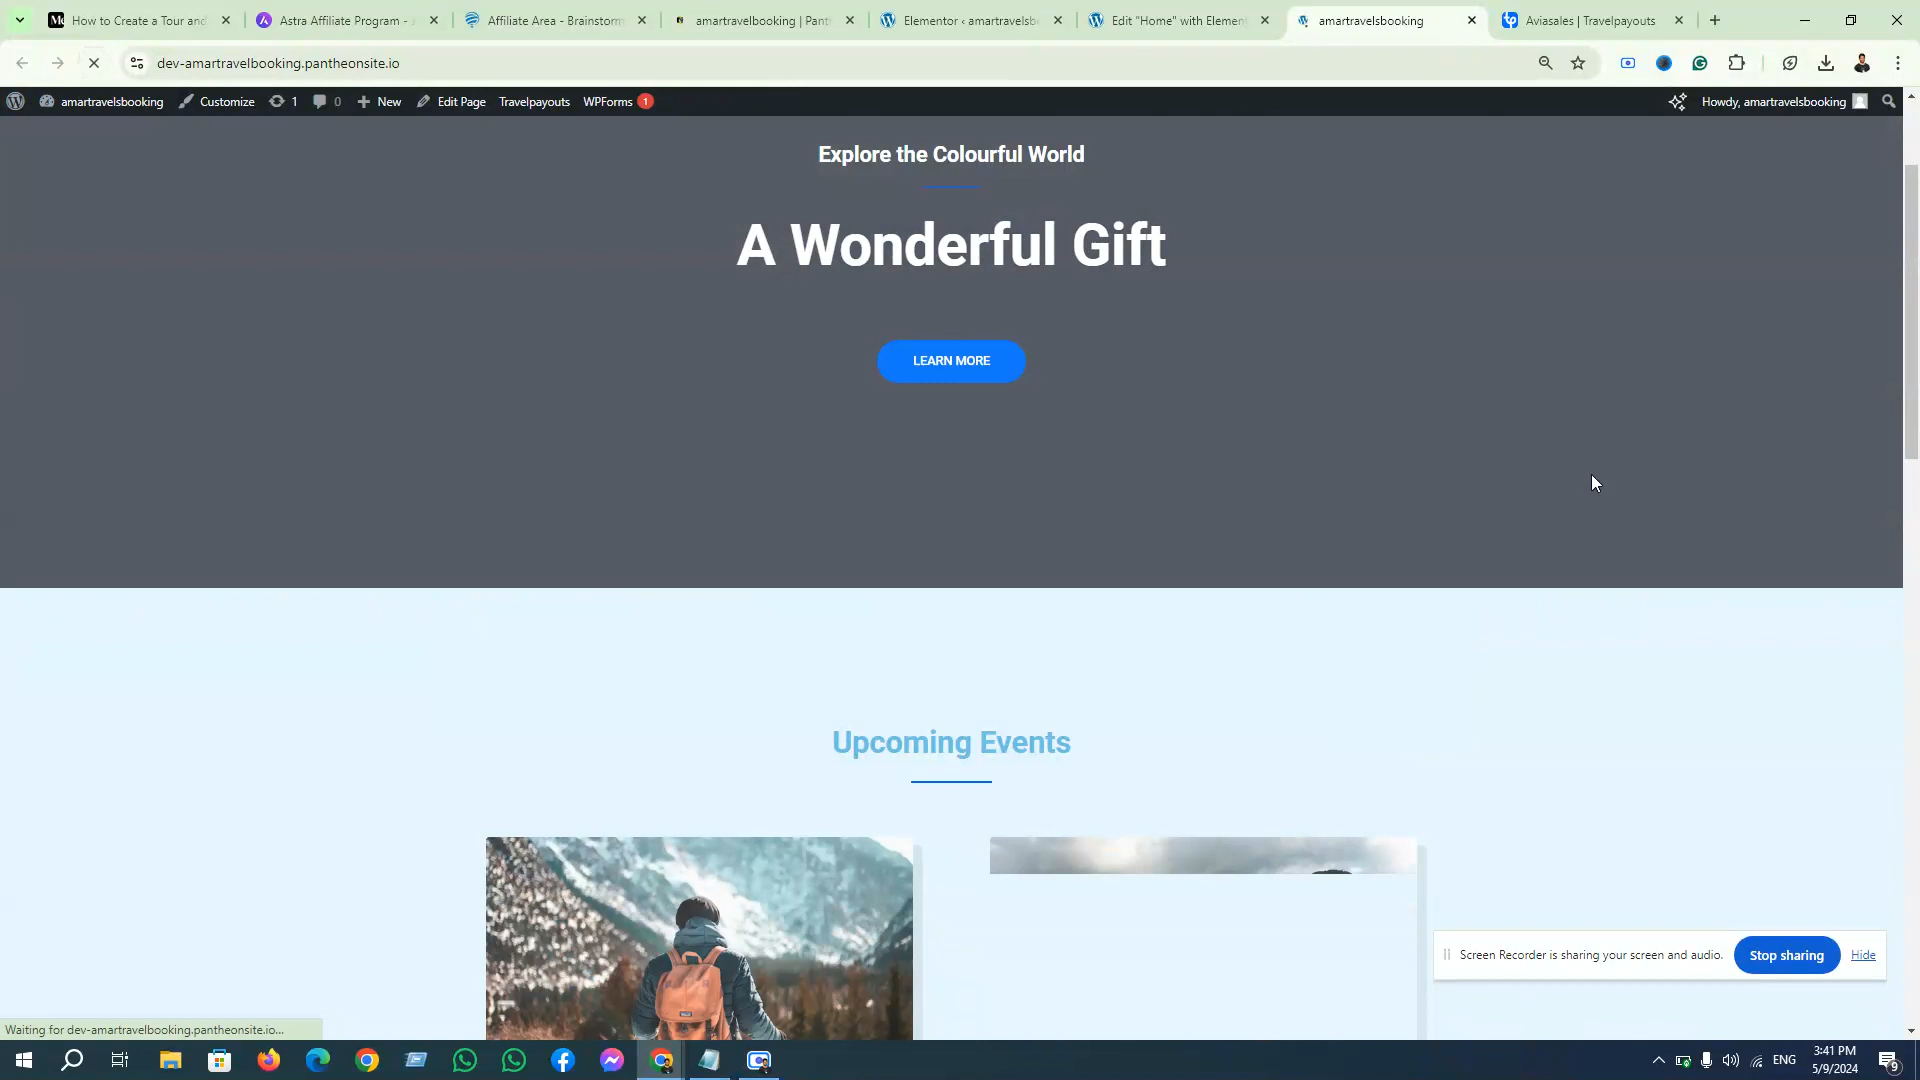 How to Create a Tour and
Astra Affiliate Program -
Affiliate Area - Brainstorm
amartravelbooking | Pant
Elementor ‹ amartravelsb
Edit "Home" with Elemen
amartravelsbooking
Aviasales | Travelpayouts
dev-amartravelbooking.pantheonsite.io
amartravelsbooking
Customize
1
0
New
Edit Page
Travelpayouts
WPForms 1
Howdy, amartravelsbooking
Explore the Colourful World
A Wonderful Gift
LEARN MORE
Upcoming Events
Screen Recorder is sharing your screen and audio.
Stop sharing
Hide
Waiting for dev-amartravelbooking.pantheonsite.io...
ENG
3:41 PM
5/9/2024
9